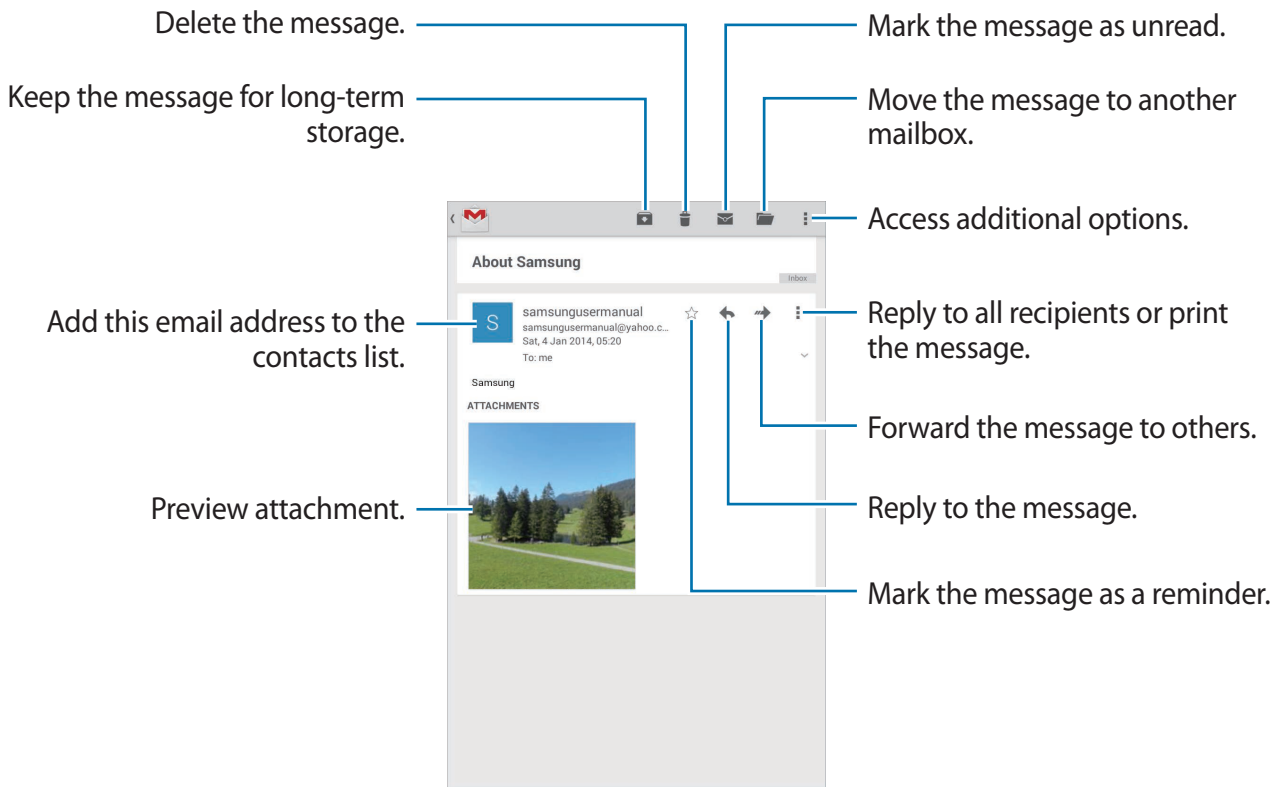 Delete the message.
Keep the message for long-term
storage.
Add this email address to the
contacts list.
Preview attachment.
Mark the message as unread.
Move the message to another
mailbox.
Access additional options.
Reply to all recipients or print
the message.
Forward the message to others.
Reply to the message.
Mark the message as a reminder.
About Samsung
Inbox
S
samsungusermanual
samsungusermanual@yahoo.c...
Sat, 4 Jan 2014, 05:20
To: me
Samsung
ATTACHMENTS